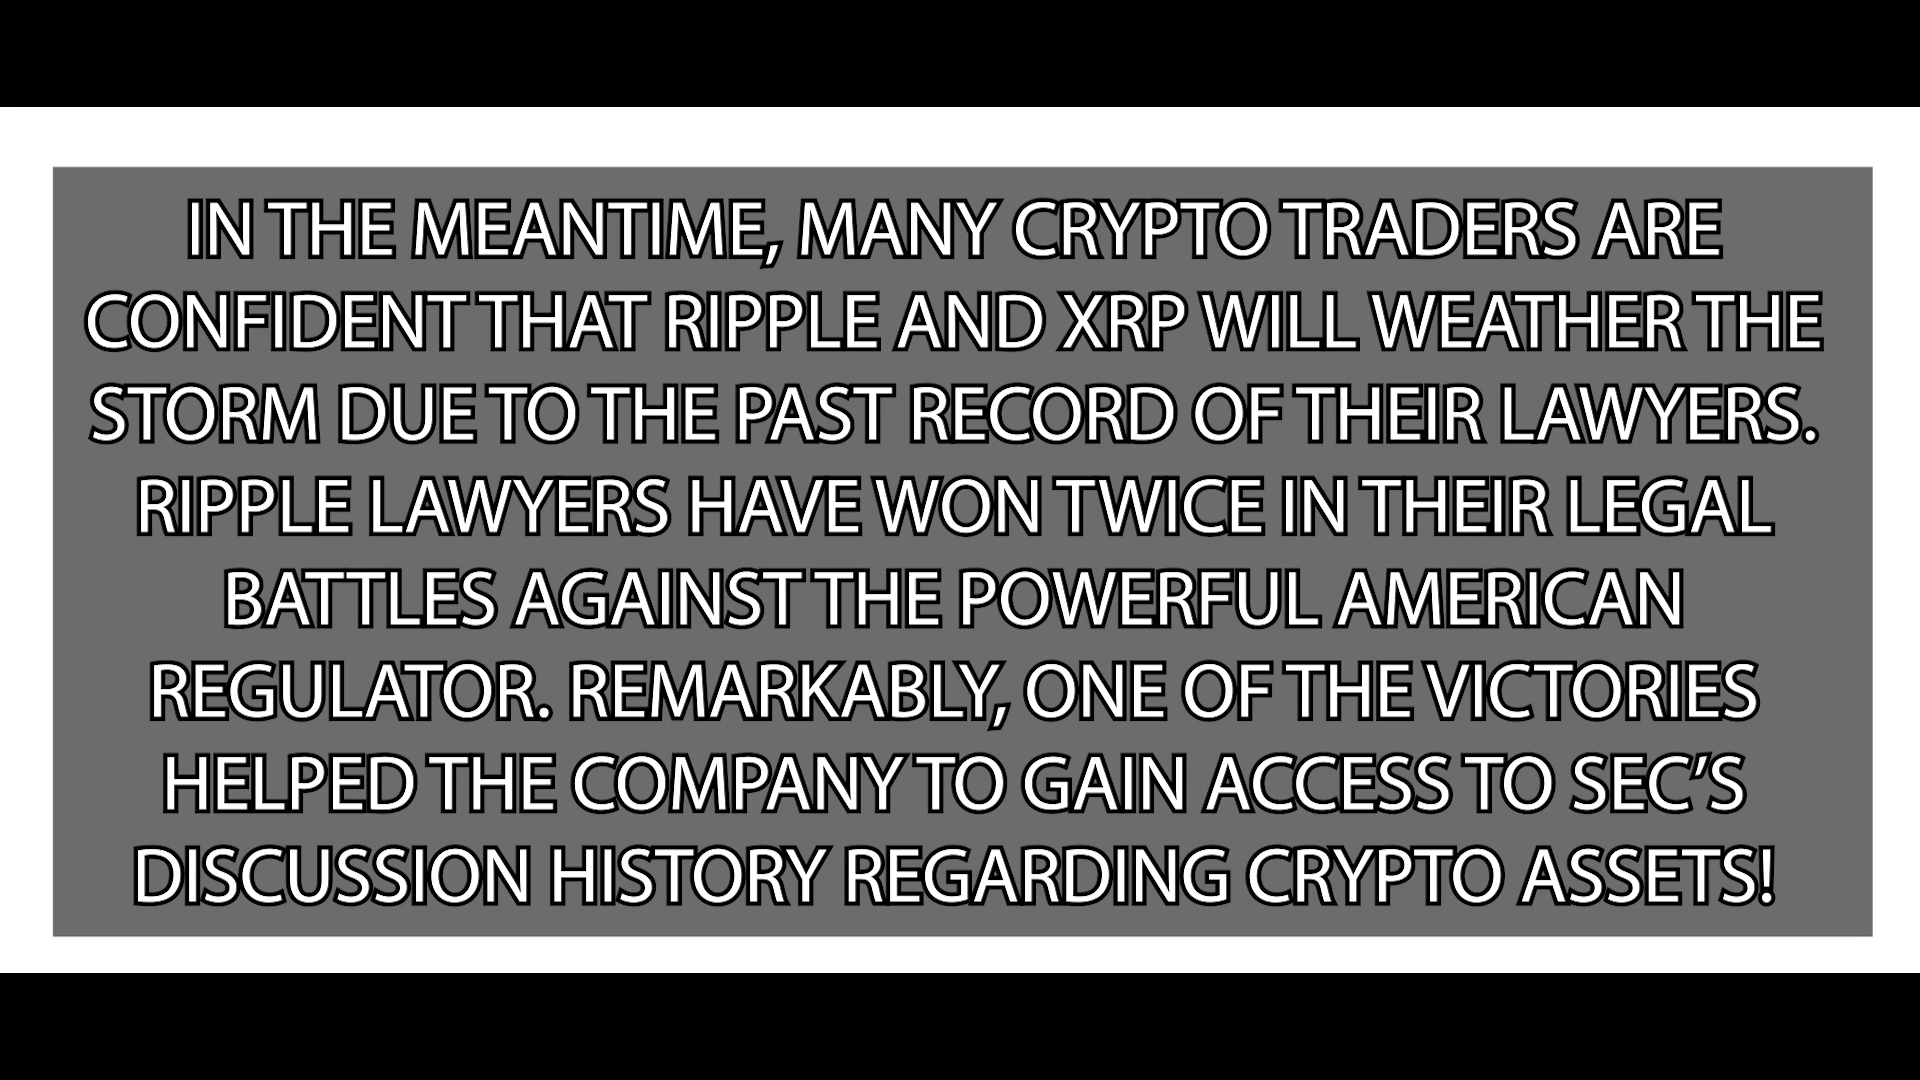 IN THE MEANTIME, MANY CRYPTO TRADERS ARE
CONFIDENT THAT RIPPLE AND XRP WILL WEATHER THE
STORM DUE TO THE PAST RECORD OF THEIR LAWYERS.
RIPPLE LAWYERS HAVE WON TWICE IN THEIR LEGAL
BATTLES AGAINST THE POWERFUL AMERICAN
REGULATOR. REMARKABLY, ONE OF THE VICTORIES
HELPED THE COMPANY TO GAIN ACCESS TO SEC’S
DISCUSSION HISTORY REGARDING CRYPTO ASSETS!